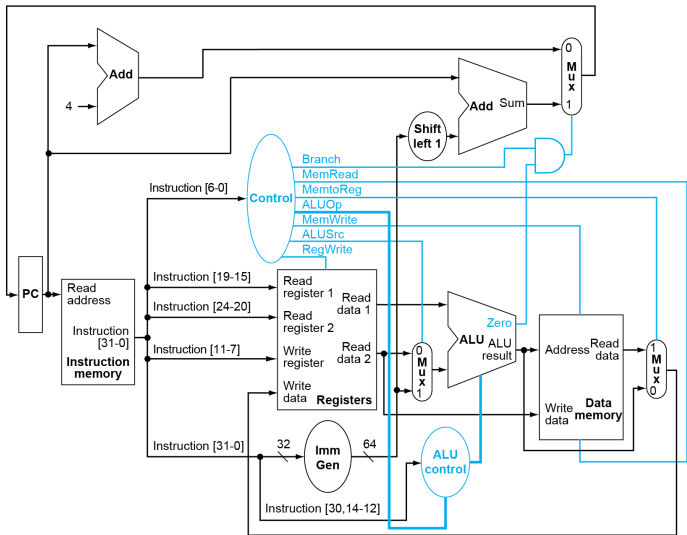 Add
4
Add
Sum
0
Mux
1
Shift
left 1
Branch
MemRead
MemtoReg
ALUOp
MemWrite
ALUSrc
RegWrite
Control
Instruction [6-0]
PC
Read
address
Instruction
[31-0]
Instruction
memory
Instruction [19-15]
Instruction [24-20]
Instruction [11-7]
Read
register 1
Read
register 2
Write
register
Write
data
Read
data 1
Read
data 2
Registers
0
Mux
1
ALU
Zero
ALU
result
Address
Read
data
Write
data
Data
memory
1
Mux
0
Instruction [31-0]
32
Imm
Gen
64
ALU
control
Instruction [30,14-12]